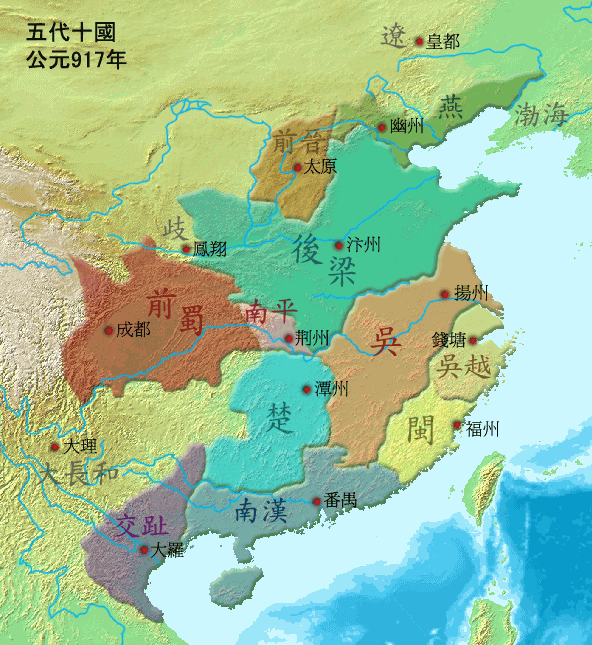 五代十國
公元917年
遼
皇都
燕
渤海
幽州
前晉
太原
歧
鳳翔
後梁
汴州
前蜀
成都
南平
荆州
揚州
吳
錢塘
吳越
楚
潭州
閩
福州
大理
大長和
交趾
大羅
南漢
番禺